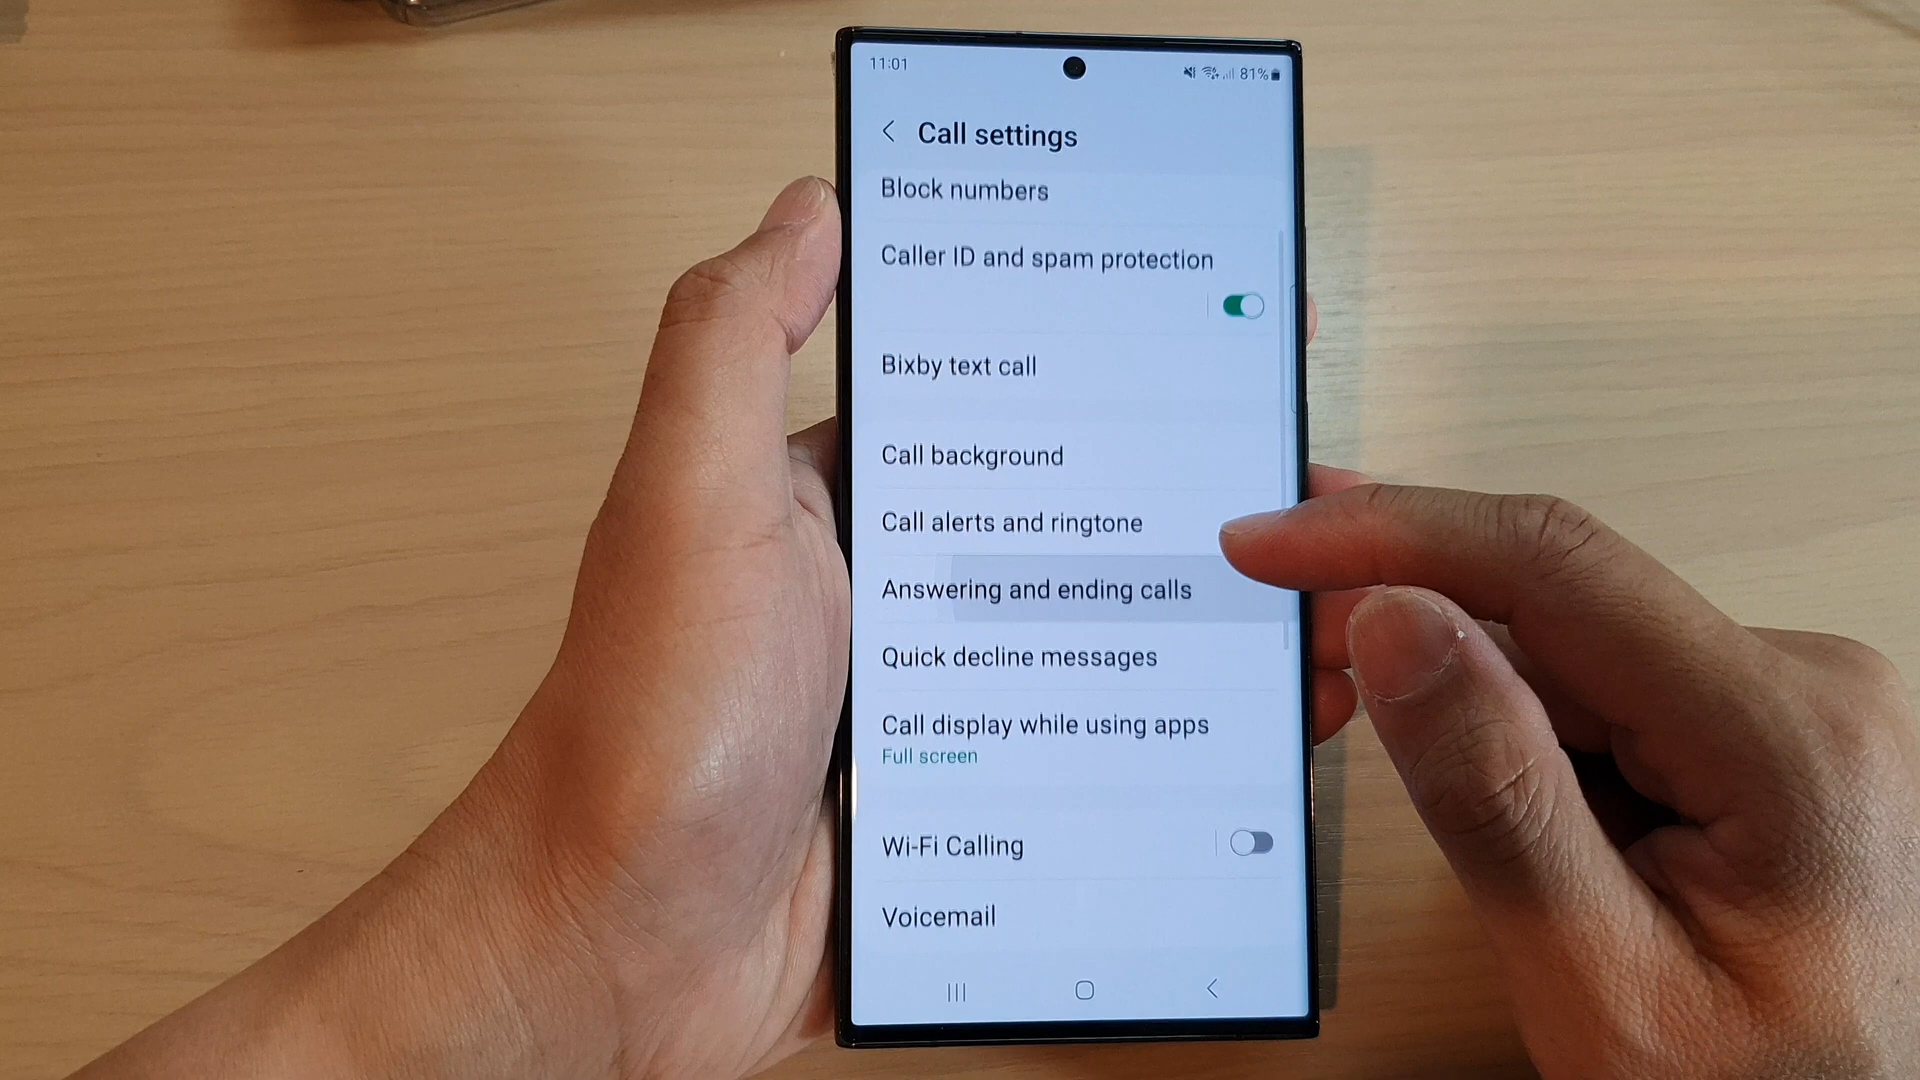 11:01
81%
Call settings
Block numbers
Caller ID and spam protection
Bixby text call
Call background
Call alerts and ringtone
Answering and ending calls
Quick decline messages
Call display while using apps
Full screen
Wi-Fi Calling
Voicemail